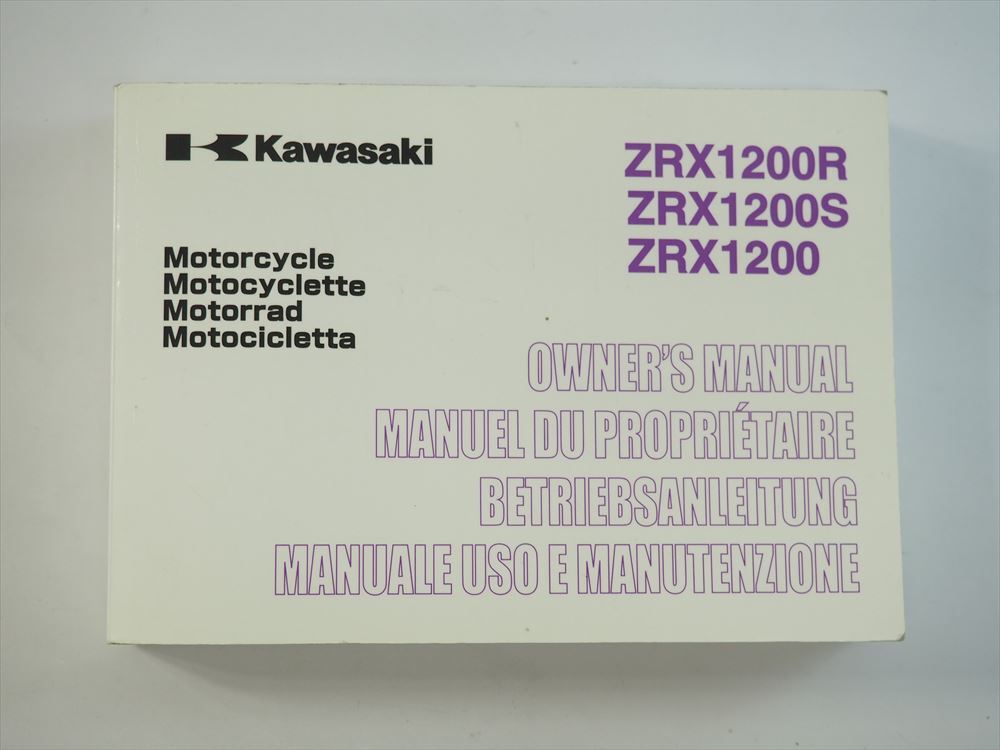 Kawasaki
ZRX1200R
ZRX1200S
ZRX1200
Motorcycle
Motocyclette
Motorrad
Motocicletta
OWNER'S MANUAL
MANUEL DU PROPRIÉTAIRE
BETRIEBSANLEITUNG
MANUALE USO E MANUTENZIONE